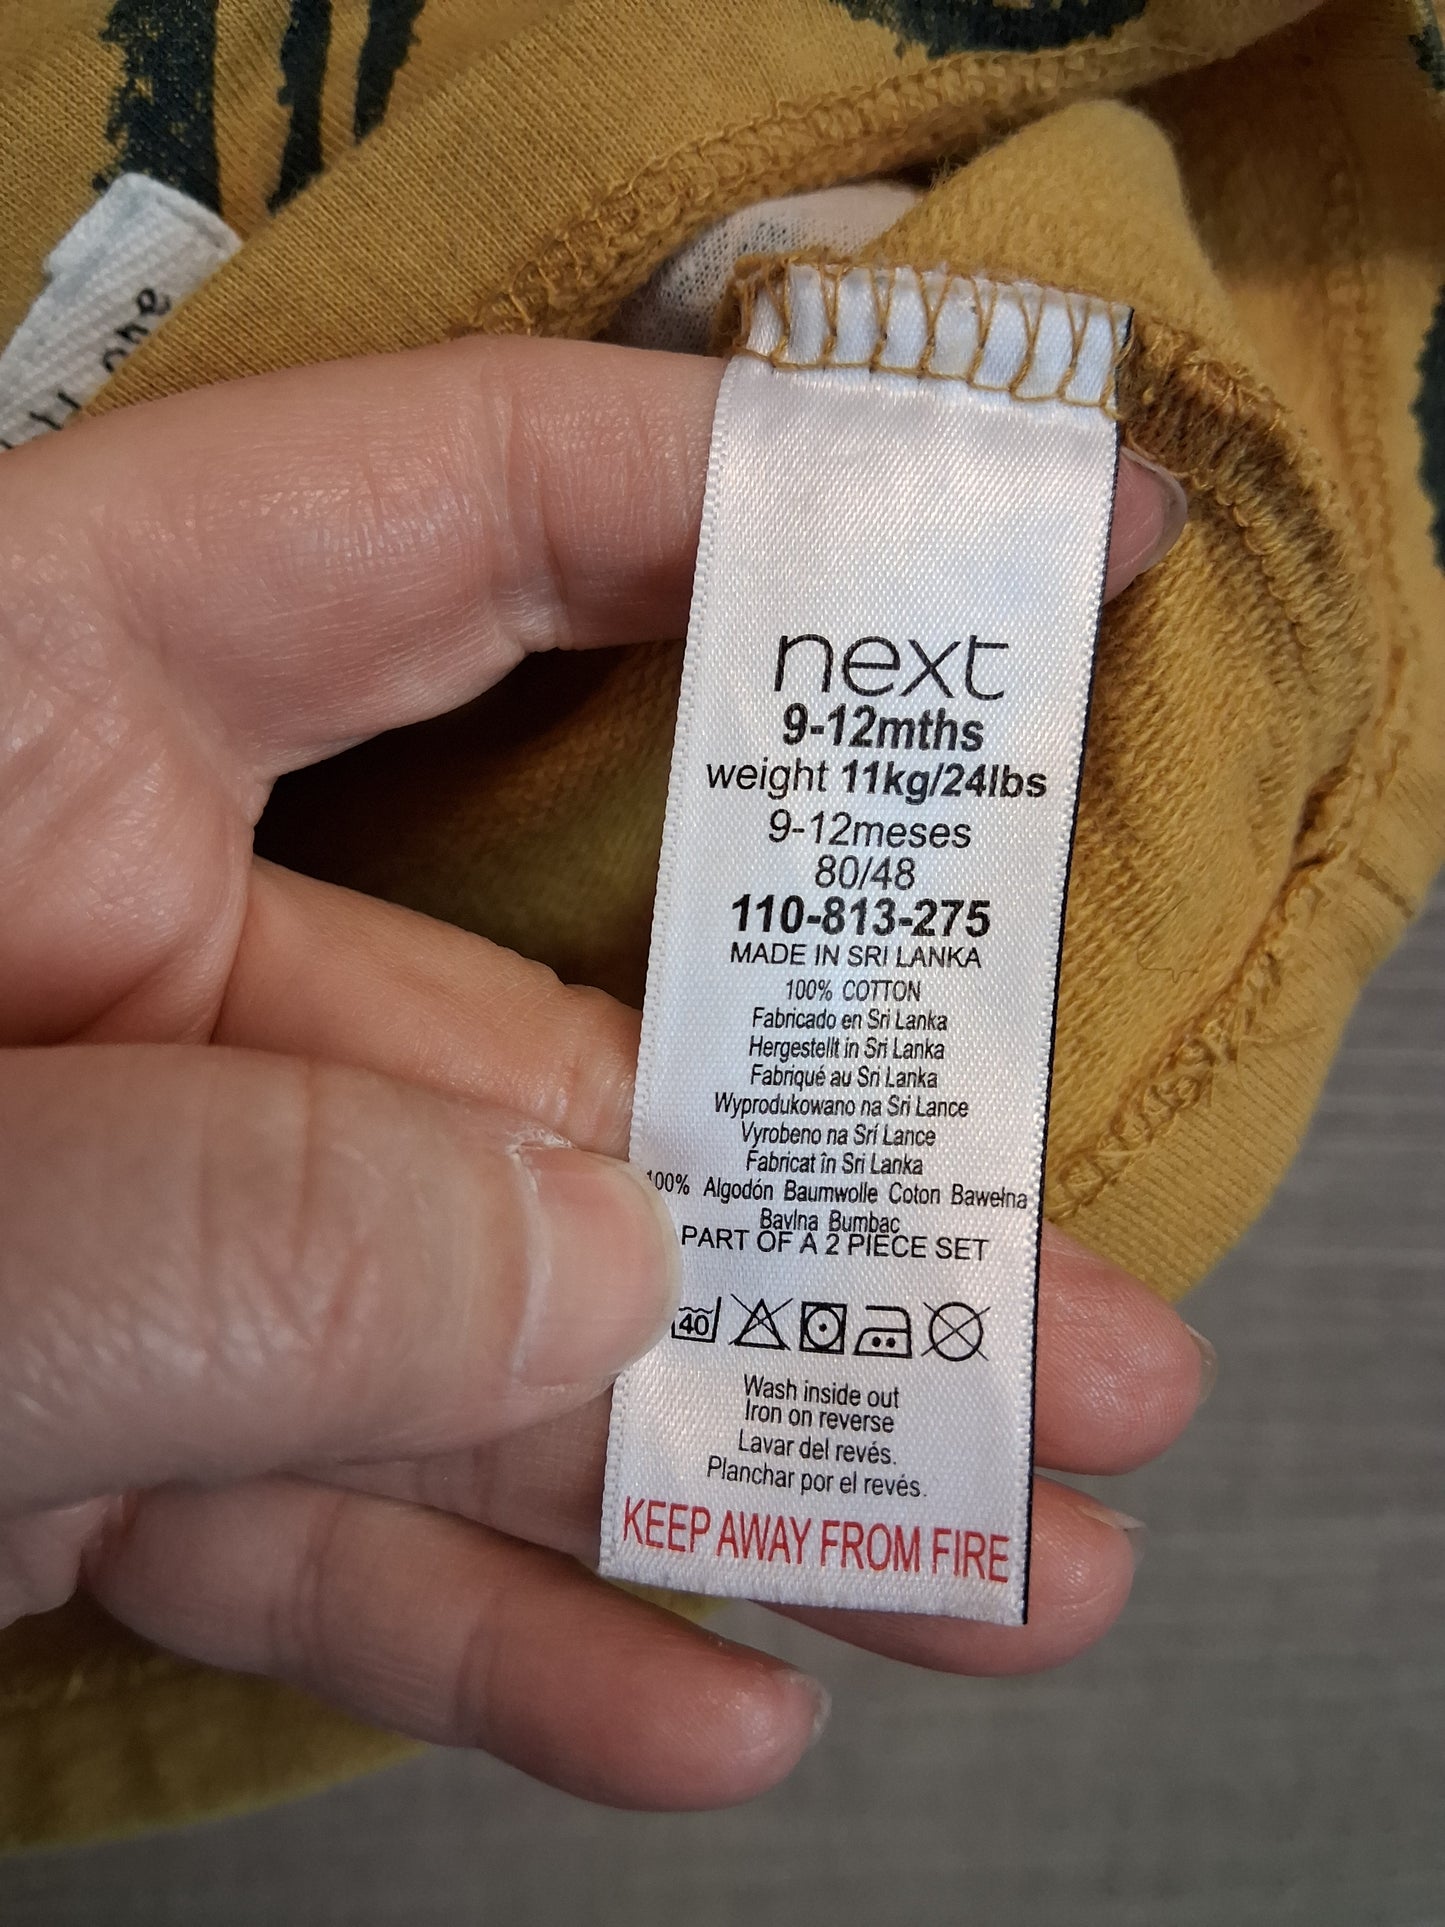 next
9-12mths
weight 11kg/24lbs
9-12meses
80/48
110-813-275
MADE IN SRI LANKA
100% COTTON
Fabricado en Sri Lanka
Hergestellt in Sri Lanka
Fabriqué au Sri Lanka
Wyprodukowano na Sri Lance
Vyrobeno na Srí Lance
Fabricat în Sri Lanka
100% Algodón Baumwolle Coton Bawełna
Bavlna Bumbac
PART OF A 2 PIECE SET
40
Wash inside out
Iron on reverse
Lavar del revés.
Planchar por el revés.
KEEP AWAY FROM FIRE